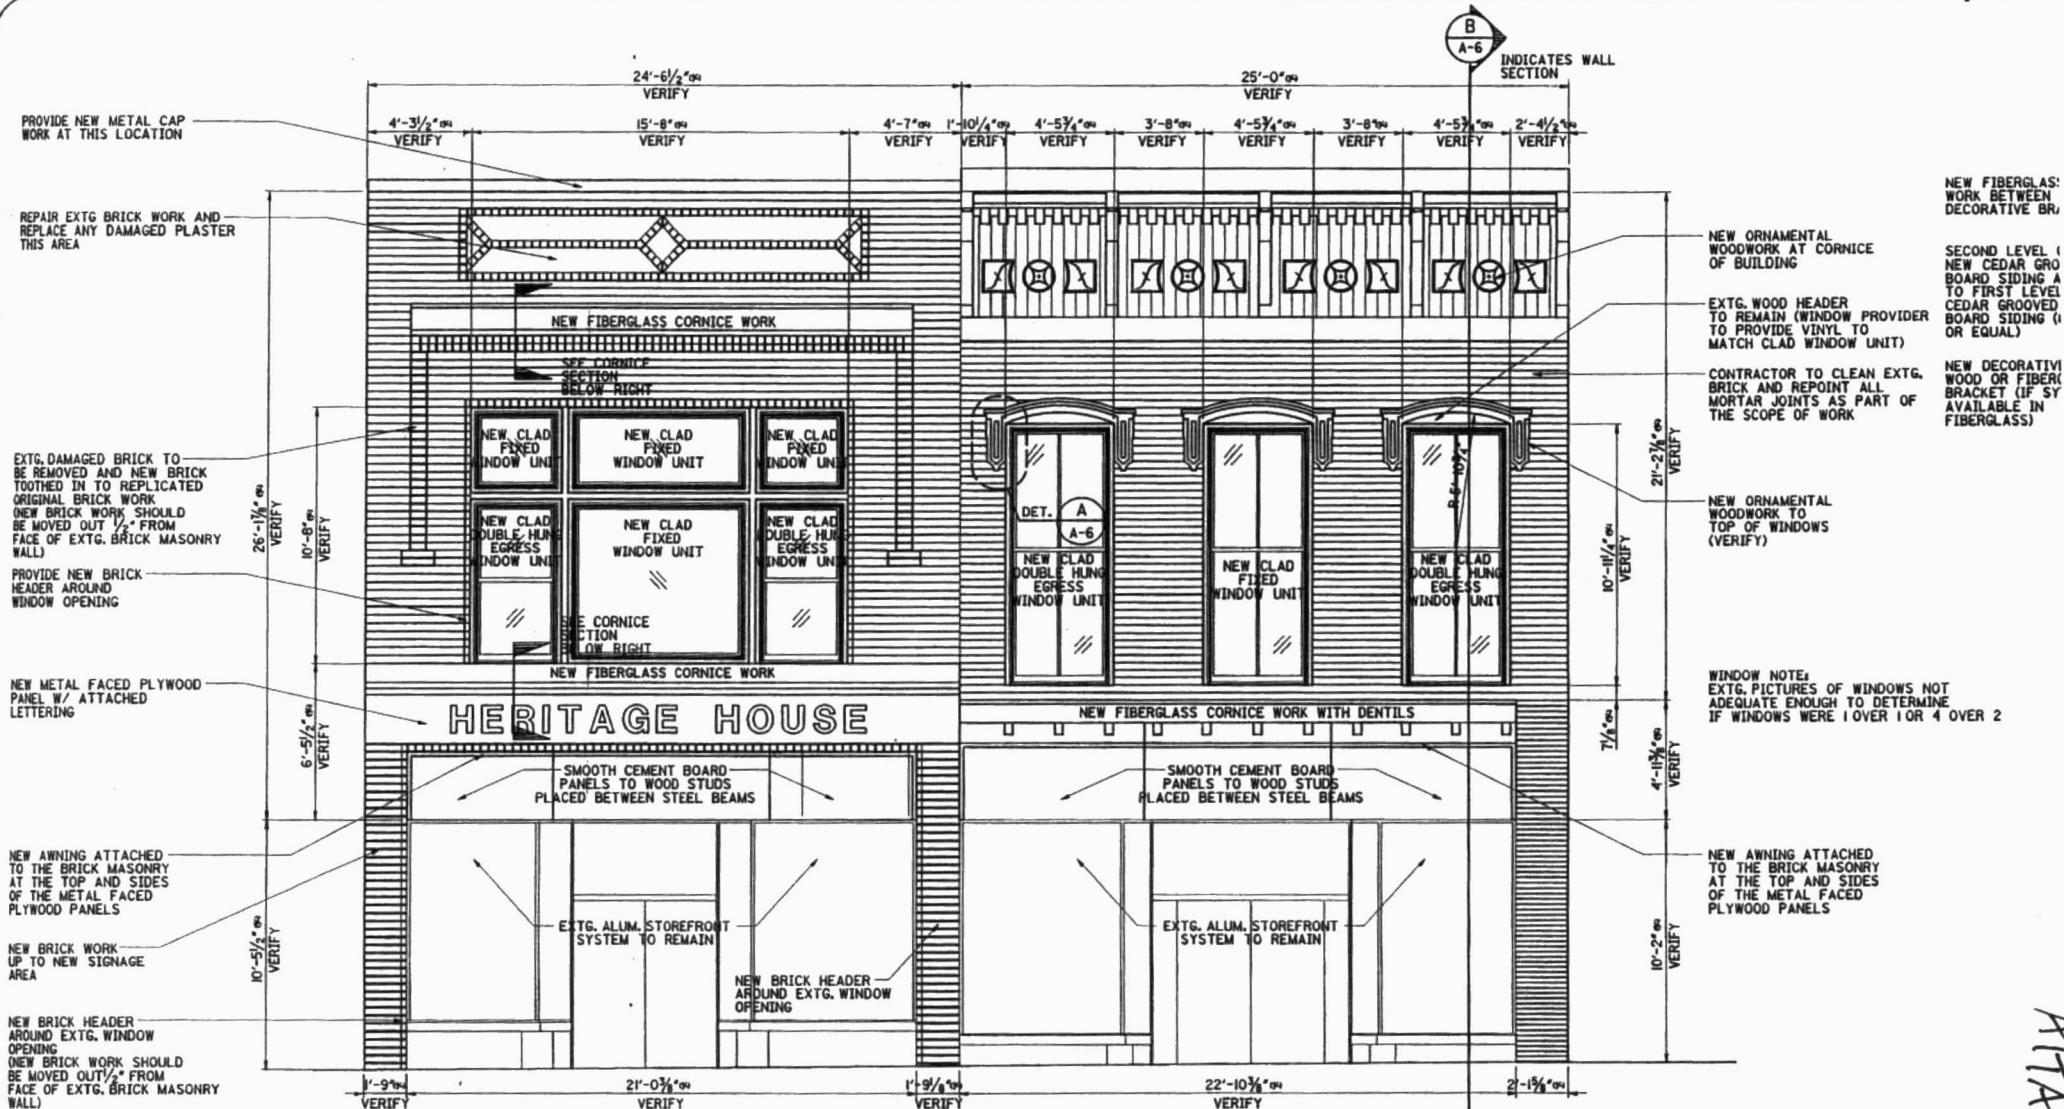 B
A-6
INDICATES WALL
SECTION
24'-6½"
VERIFY
25'-0"
VERIFY
4'-3½"
VERIFY
15'-8"
VERIFY
4'-7"
VERIFY
1'-10¼"
VERIFY
4'-5¾"
VERIFY
3'-8"
VERIFY
4'-5¾"
VERIFY
3'-8"
VERIFY
4'-5¾"
VERIFY
2'-4½"
VERIFY
PROVIDE NEW METAL CAP
WORK AT THIS LOCATION
REPAIR EXTG BRICK WORK AND
REPLACE ANY DAMAGED PLASTER
THIS AREA
EXTG. DAMAGED BRICK TO
BE REMOVED AND NEW BRICK
TOOTHED IN TO REPLICATED
ORIGINAL BRICK WORK
(NEW BRICK WORK SHOULD
BE MOVED OUT ½" FROM
FACE OF EXTG. BRICK MASONRY
WALL)
PROVIDE NEW BRICK
HEADER AROUND
WINDOW OPENING
NEW METAL FACED PLYWOOD
PANEL W/ ATTACHED
LETTERING
NEW AWNING ATTACHED
TO THE BRICK MASONRY
AT THE TOP AND SIDES
OF THE METAL FACED
PLYWOOD PANELS
NEW BRICK WORK
UP TO NEW SIGNAGE
AREA
NEW BRICK HEADER
AROUND EXTG. WINDOW
OPENING
(NEW BRICK WORK SHOULD
BE MOVED OUT ½" FROM
FACE OF EXTG. BRICK MASONRY
WALL)
26'-1⅞"
VERIFY
10'-8"
VERIFY
6'-5½"
VERIFY
10'-5½"
VERIFY
NEW FIBERGLASS CORNICE WORK
SEE CORNICE
SECTION
BELOW RIGHT
NEW CLAD
FIXED
WINDOW UNIT
NEW CLAD
FIXED
WINDOW UNIT
NEW CLAD
FIXED
WINDOW UNIT
NEW CLAD
DOUBLE HUNG
EGRESS
WINDOW UNIT
NEW CLAD
FIXED
WINDOW UNIT
NEW CLAD
DOUBLE HUNG
EGRESS
WINDOW UNIT
SEE CORNICE
SECTION
BELOW RIGHT
NEW FIBERGLASS CORNICE WORK
HERITAGE HOUSE
SMOOTH CEMENT BOARD
PANELS TO WOOD STUDS
PLACED BETWEEN STEEL BEAMS
EXTG. ALUM. STOREFRONT
SYSTEM TO REMAIN
NEW BRICK HEADER
AROUND EXTG. WINDOW
OPENING
DET.
A
A-6
NEW CLAD
DOUBLE HUNG
EGRESS
WINDOW UNIT
NEW CLAD
FIXED
WINDOW UNIT
NEW CLAD
DOUBLE HUNG
EGRESS
WINDOW UNIT
NEW FIBERGLASS CORNICE WORK WITH DENTILS
SMOOTH CEMENT BOARD
PANELS TO WOOD STUDS
PLACED BETWEEN STEEL BEAMS
EXTG. ALUM. STOREFRONT
SYSTEM TO REMAIN
21'-2⅞"
VERIFY
10'-11¼"
VERIFY
7⅛"
VERIFY
4'-11⅜"
VERIFY
10'-2"
VERIFY
NEW ORNAMENTAL
WOODWORK AT CORNICE
OF BUILDING
EXTG. WOOD HEADER
TO REMAIN (WINDOW PROVIDER
TO PROVIDE VINYL TO
MATCH CLAD WINDOW UNIT)
CONTRACTOR TO CLEAN EXTG.
BRICK AND REPOINT ALL
MORTAR JOINTS AS PART OF
THE SCOPE OF WORK
NEW ORNAMENTAL
WOODWORK TO
TOP OF WINDOWS
(VERIFY)
WINDOW NOTE:
EXTG. PICTURES OF WINDOWS NOT
ADEQUATE ENOUGH TO DETERMINE
IF WINDOWS WERE 1 OVER 1 OR 4 OVER 2
NEW AWNING ATTACHED
TO THE BRICK MASONRY
AT THE TOP AND SIDES
OF THE METAL FACED
PLYWOOD PANELS
NEW FIBERGLAS
WORK BETWEEN
DECORATIVE
SECOND LEVEL
NEW CEDAR
BOARD SIDING
TO FIRST
CEDAR GROOVED
BOARD SIDING
OR EQUAL)
NEW
WOOD OR
BRACKET (IF
AVAILABLE IN
FIBERGLASS)
1'-9"
VERIFY
21'-0⅜"
VERIFY
1'-9⅛"
VERIFY
22'-10⅜"
VERIFY
2'-1⅝"
VERIFY